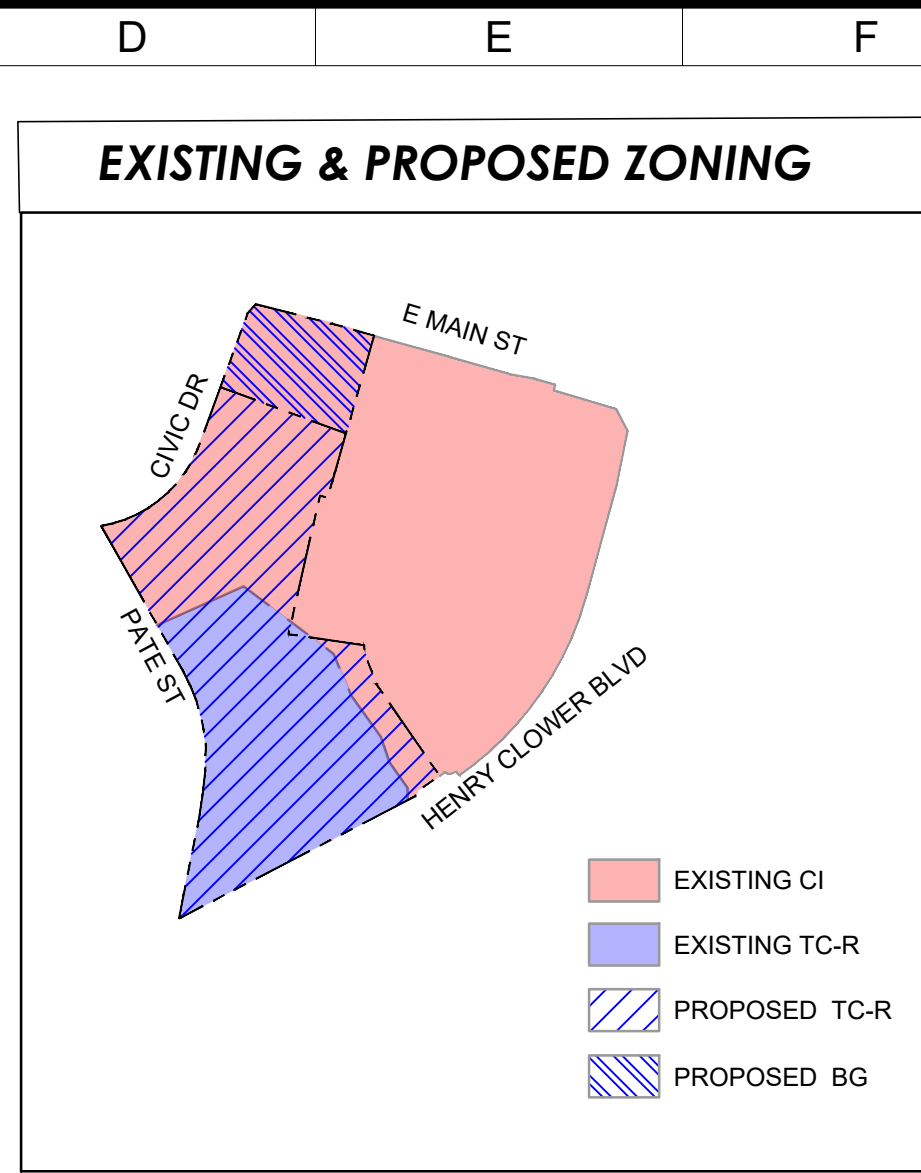 D E F
EXISTING & PROPOSED ZONING
E MAIN ST
CIVIC DR
PATE ST
HENRY CLOWER BLVD
EXISTING CI
EXISTING TC-R
PROPOSED TC-R
PROPOSED BG